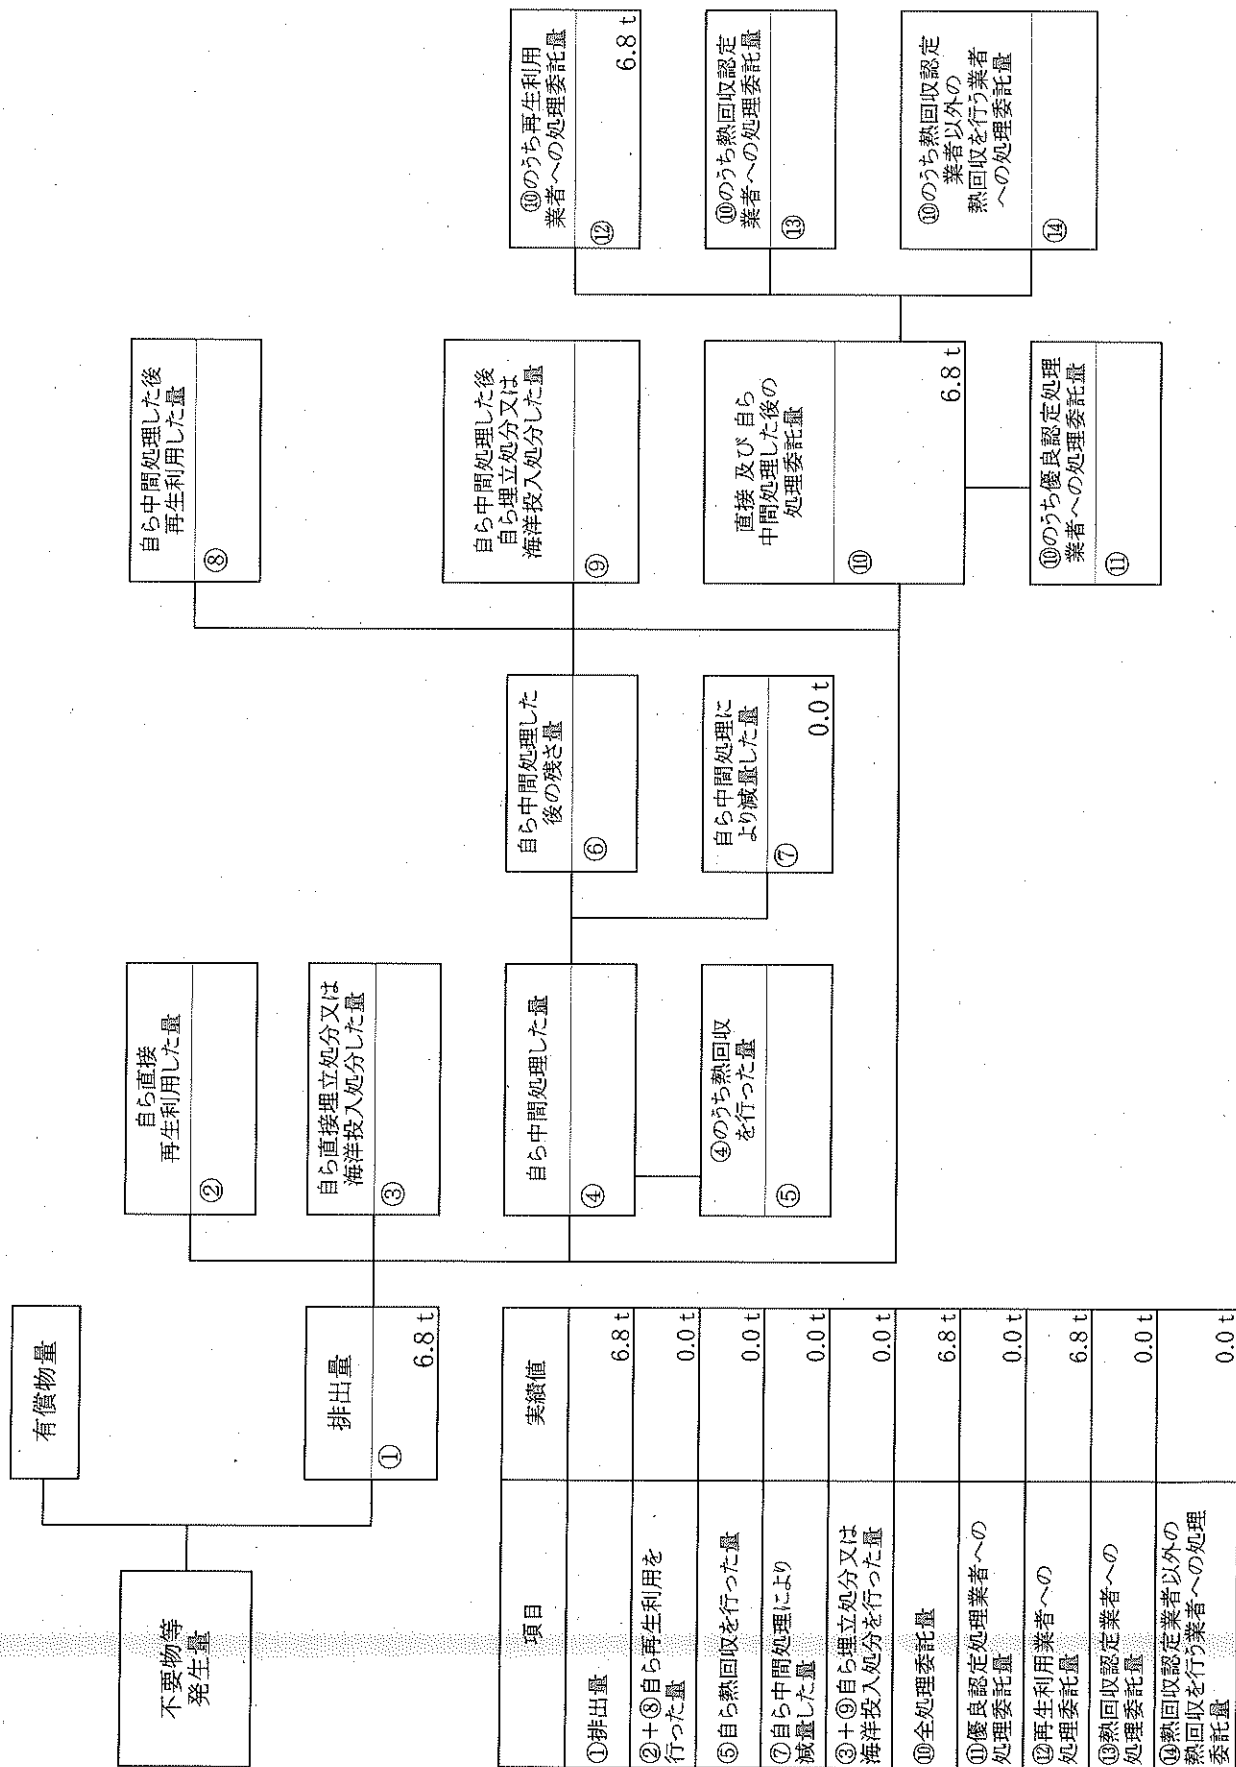 不要物等
発生量
有償物量
排出量
①
6.8 t
自ら直接
再生利用した量
②
自ら直接埋立処分又は
海洋投入処分した量
③
自ら中間処理した量
④
④のうち熱回収
を行った量
⑤
自ら中間処理した
後の残さ量
⑥
自ら中間処理に
より減量した量
⑦
0.0 t
自ら中間処理した後
再生利用した量
⑧
自ら中間処理した後
自ら埋立処分又は
海洋投入処分した量
⑨
直接 及び 自ら
中間処理した後の
処理委託量
⑩
6.8 t
⑩のうち優良認定処理
業者への処理委託量
⑪
⑩のうち再生利用
業者への処理委託量
⑫
6.8 t
⑩のうち熱回収認定
業者への処理委託量
⑬
⑩のうち熱回収認定
業者以外の
熱回収を行う業者
への処理委託量
⑭
項目 実績値
①排出量 6.8 t
②+⑧自ら再生利用を
行った量 0.0 t
⑤自ら熱回収を行った量 0.0 t
⑦自ら中間処理により
減量した量 0.0 t
③+⑨自ら埋立処分又は
海洋投入処分を行った量 0.0 t
⑩全処理委託量 6.8 t
⑪優良認定処理業者への
処理委託量 0.0 t
⑫再生利用業者への
処理委託量 6.8 t
⑬熱回収認定業者への
処理委託量 0.0 t
⑭熱回収認定業者以外の
熱回収を行う業者への処理
委託量 0.0 t